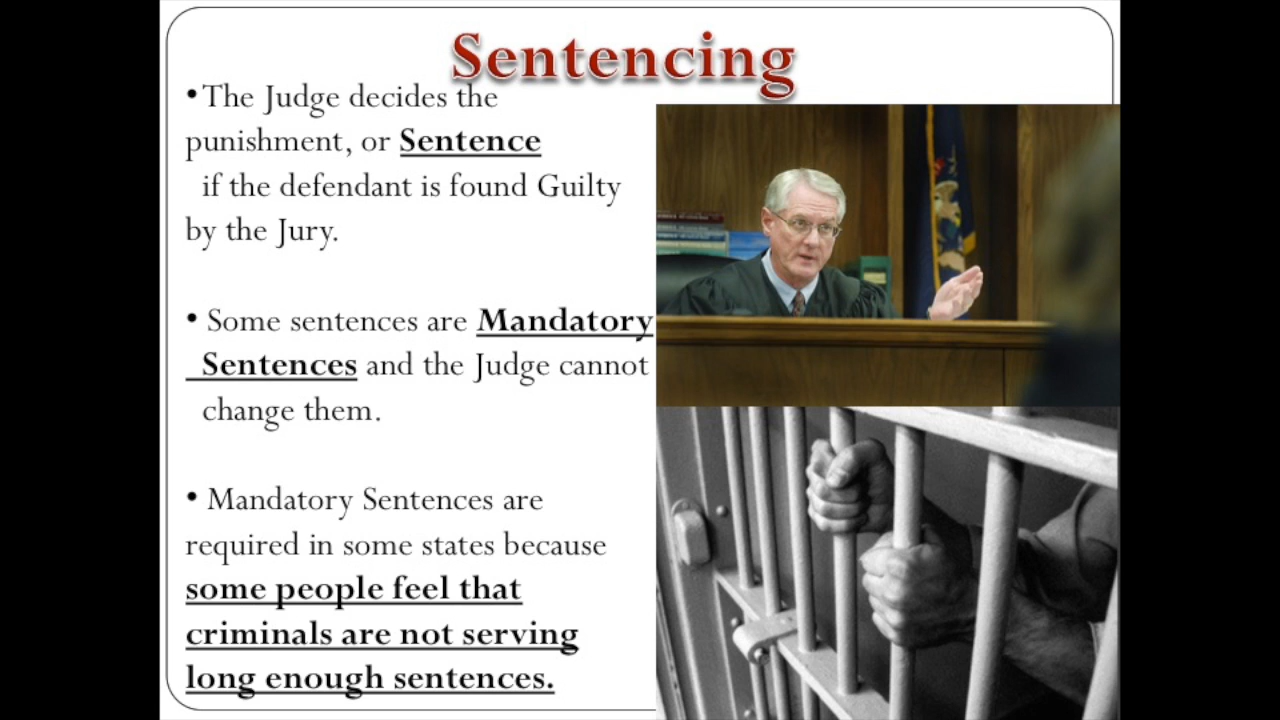 Sentencing
•The Judge decides the
punishment, or Sentence
if the defendant is found Guilty
by the Jury.
• Some sentences are Mandatory
Sentences and the Judge cannot
change them.
• Mandatory Sentences are
required in some states because
some people feel that
criminals are not serving
long enough sentences.